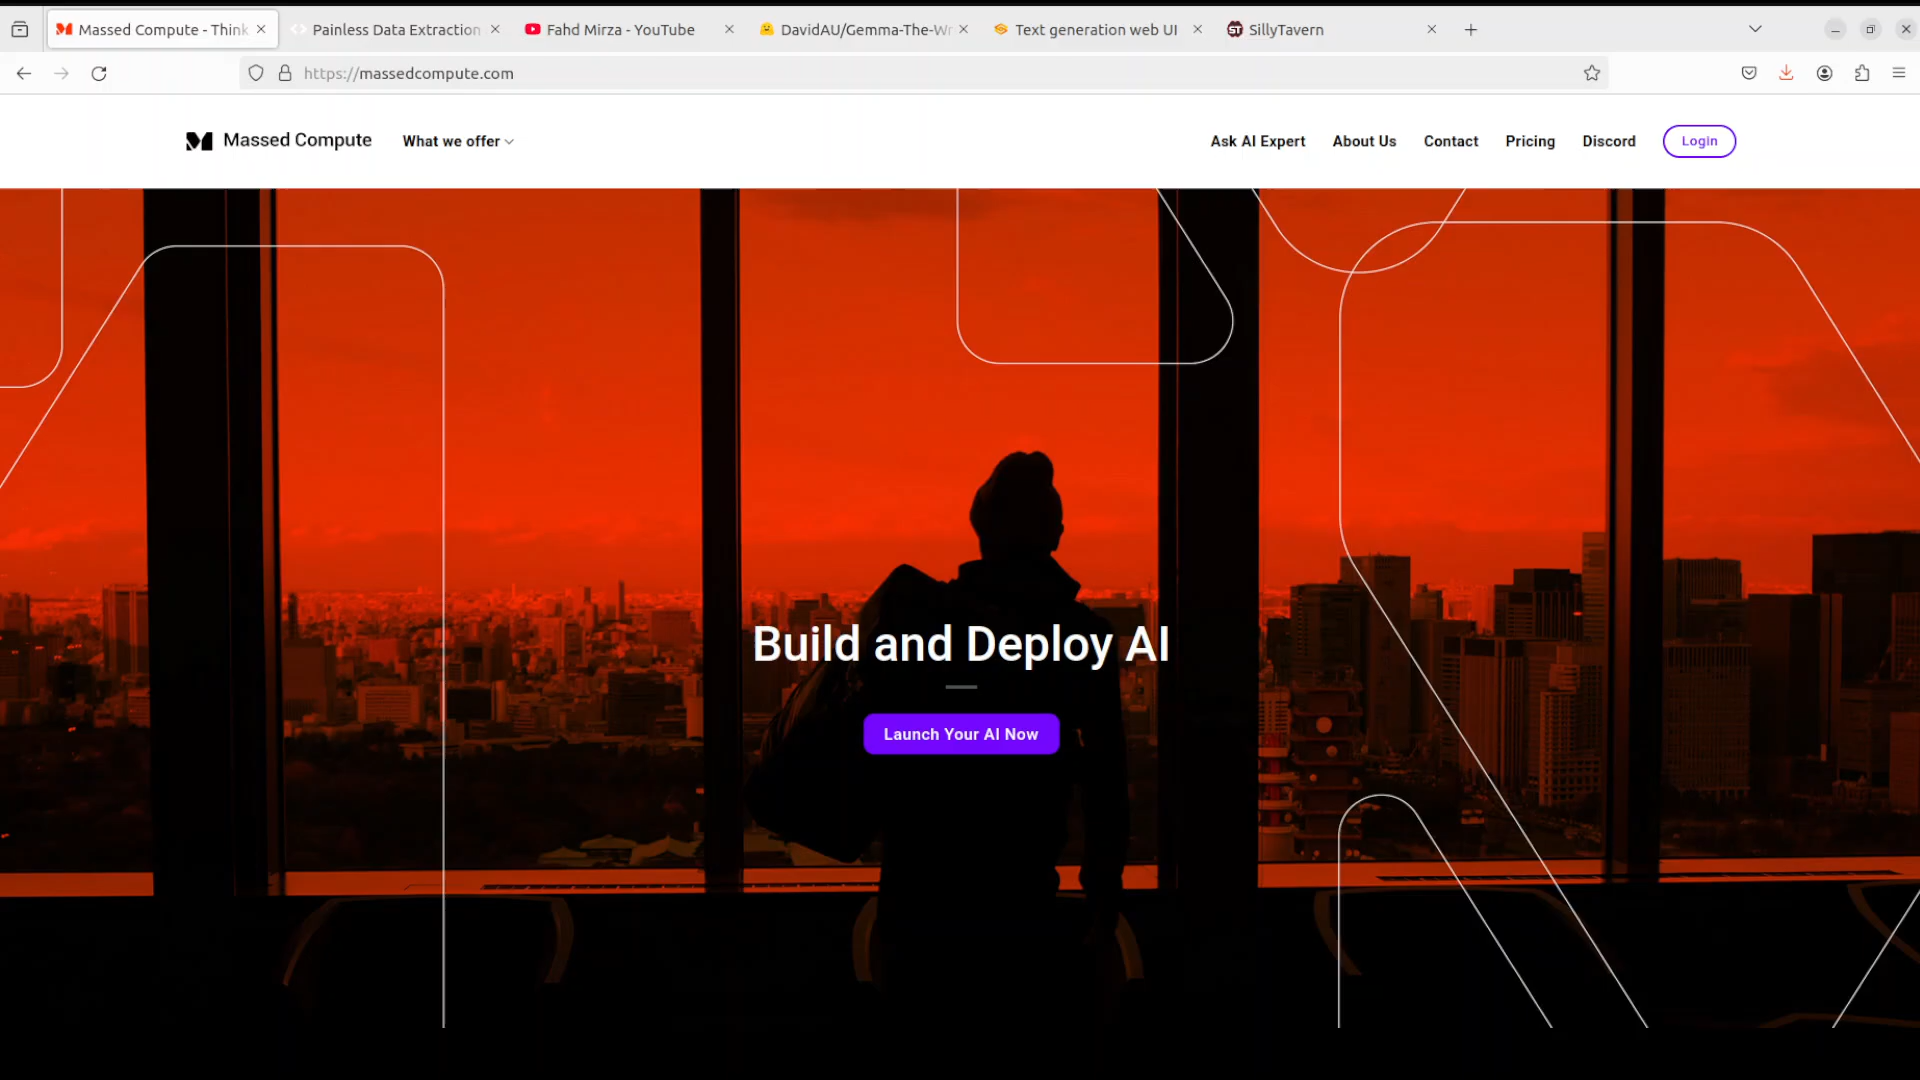 Massed Compute - Think
Painless Data Extraction
Fahd Mirza - YouTube
DavidAU/Gemma-The-Wr
Text generation web UI
ST
SillyTavern
https://massedcompute.com
Massed Compute
What we offer
Ask AI Expert
About Us
Contact
Pricing
Discord
Login
Build and Deploy AI
Launch Your AI Now